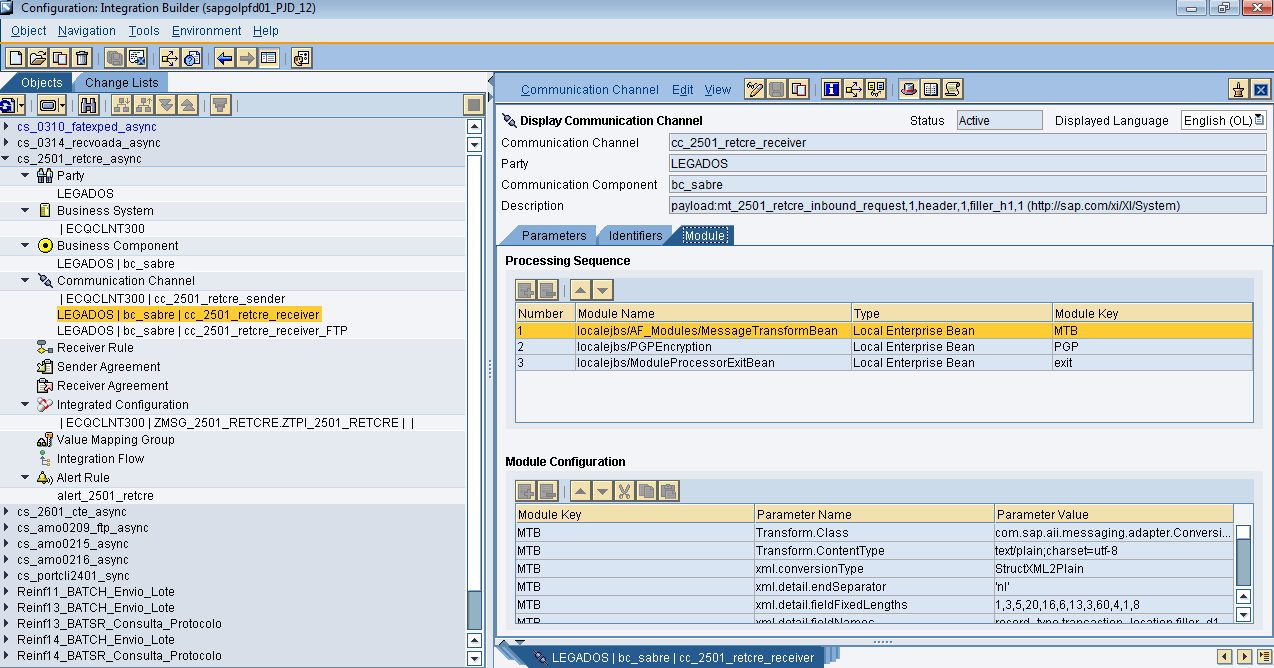 Configuration: Integration Builder (sapgolpfd01_PJD_12)
Object Navigation Tools Environment Help
Objects Change Lists
cs_0310_fatexped_async
cs_0314_recvoada_async
cs_2501_retcre_async
Party
LEGADOS
Business System
| ECQCLNT300
Business Component
LEGADOS | bc_sabre
Communication Channel
| ECQCLNT300 | cc_2501_retcre_sender
LEGADOS | bc_sabre | cc_2501_retcre_receiver
LEGADOS | bc_sabre | cc_2501_retcre_receiver_FTP
Receiver Rule
Sender Agreement
Receiver Agreement
Integrated Configuration
| ECQCLNT300 | ZMSG_2501_RETCRE.ZTPI_2501_RETCRE | |
Value Mapping Group
Integration Flow
Alert Rule
alert_2501_retcre
cs_2601_cte_async
cs_amo0209_ftp_async
cs_amo0215_async
cs_amo0216_async
cs_portcli2401_sync
Reinf11_BATCH_Envio_Lote
Reinf13_BATCH_Envio_Lote
Reinf13_BATSR_Consulta_Protocolo
Reinf14_BATCH_Envio_Lote
Reinf14_BATSR_Consulta_Protocolo
Communication Channel Edit View
Display Communication Channel Status Active Displayed Language English (OL)
Communication Channel cc_2501_retcre_receiver
Party LEGADOS
Communication Component bc_sabre
Description payload:mt_2501_retcre_inbound_request,1,header,1,filler_h1,1 (http://sap.com/xi/XI/System)
Parameters Identifiers Module
Processing Sequence
Number Module Name Type Module Key
1 localejbs/AF_Modules/MessageTransformBean Local Enterprise Bean MTB
2 localejbs/PGPEncryption Local Enterprise Bean PGP
3 localejbs/ModuleProcessorExitBean Local Enterprise Bean exit
Module Configuration
Module Key Parameter Name Parameter Value
MTB Transform.Class com.sap.aii.messaging.adapter.Conversi...
MTB Transform.ContentType text/plain;charset=utf-8
MTB xml.conversionType StructXML2Plain
MTB xml.detail.endSeparator 'nl'
MTB xml.detail.fieldFixedLengths 1,3,5,20,16,6,13,3,60,4,1,8
MTB xml.detail.fieldNames record_type,transaction_location,filler_d1
LEGADOS | bc_sabre | cc_2501_retcre_receiver